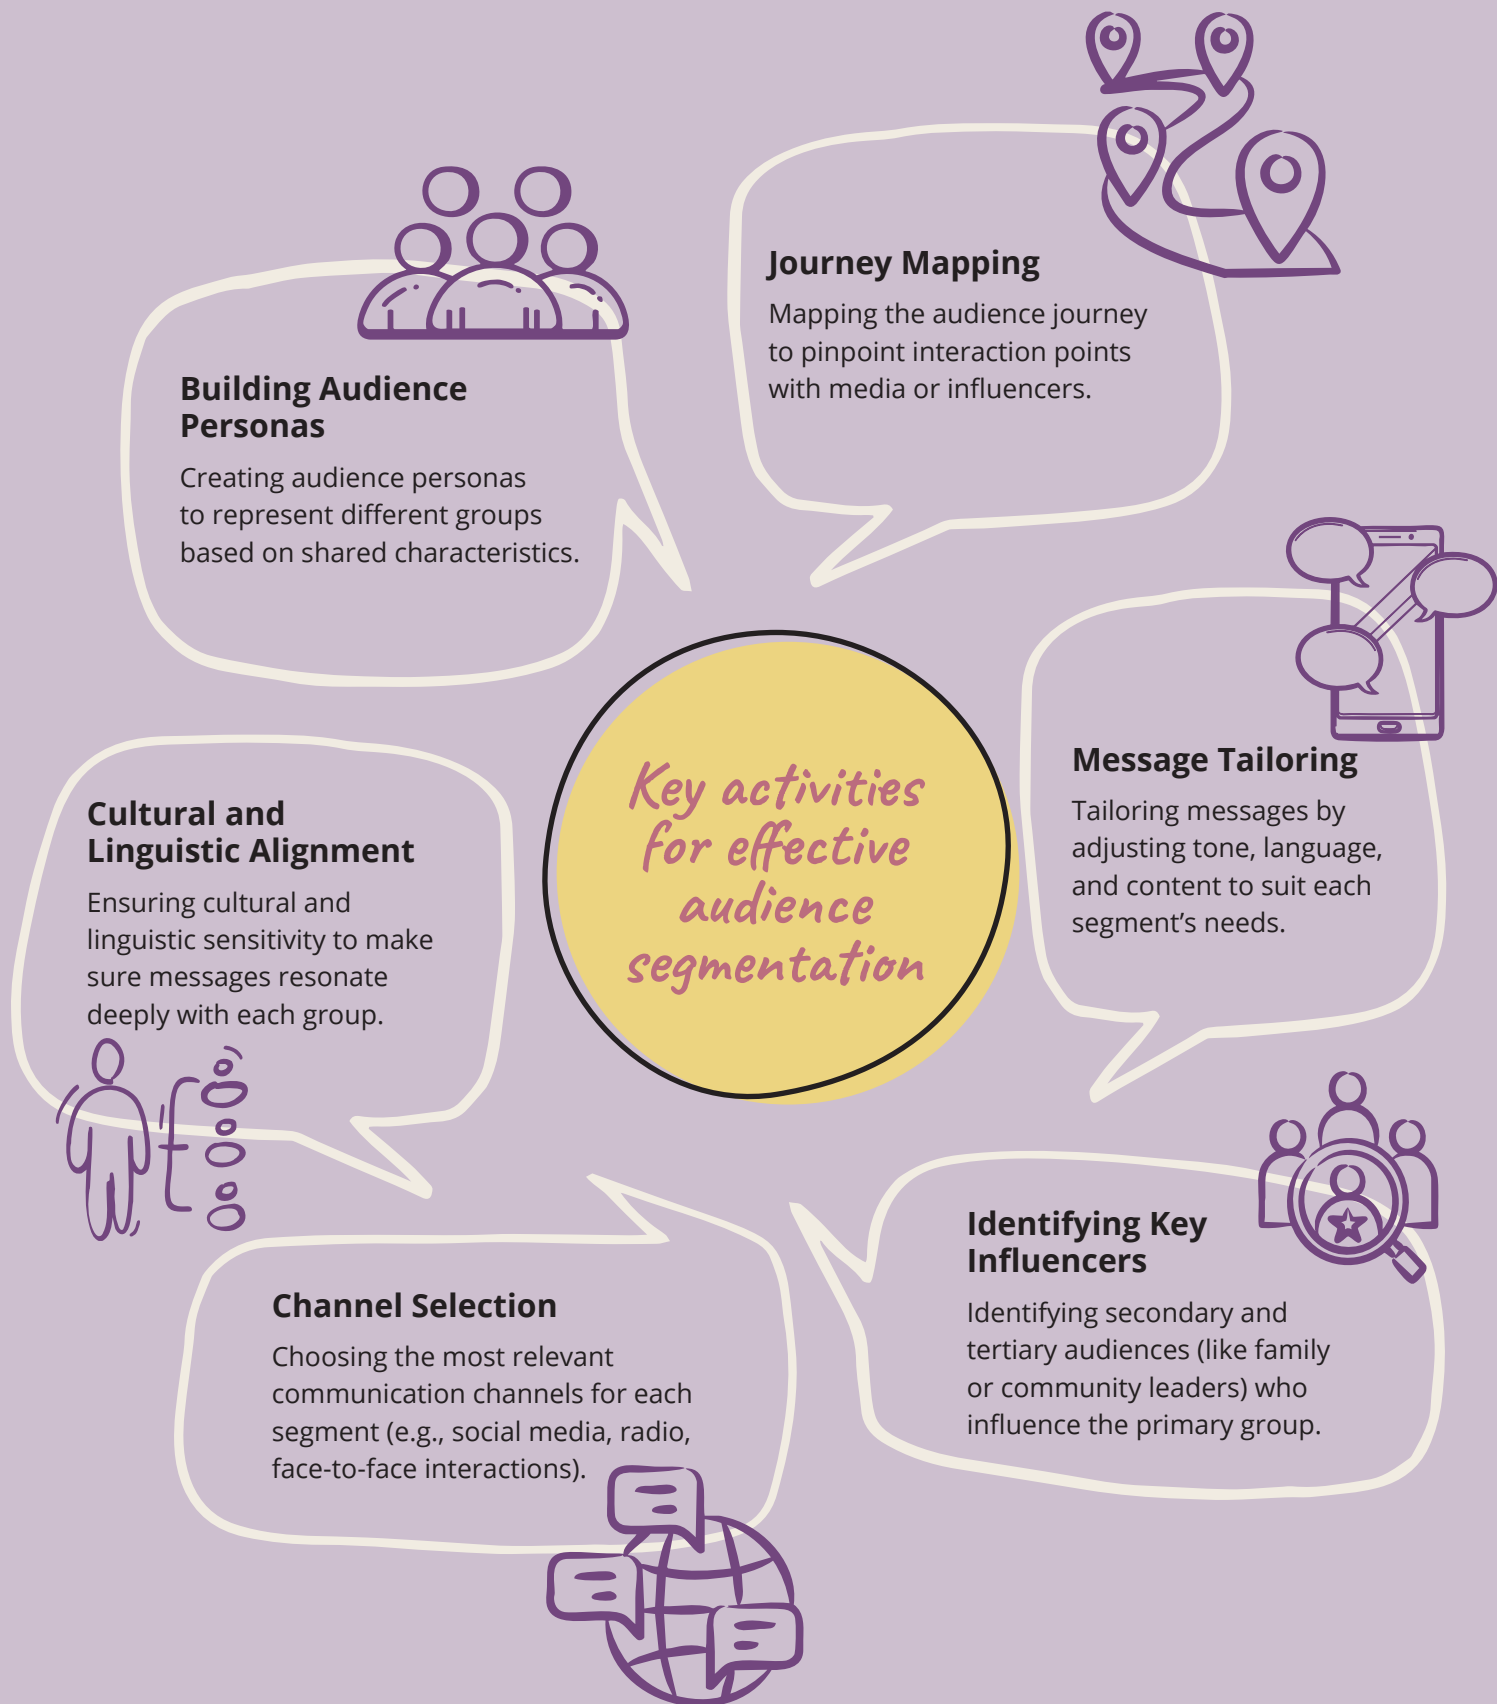 Journey Mapping
Mapping the audience journey
to pinpoint interaction points
with media or influencers.
Building Audience
Personas
Creating audience personas
to represent different groups
based on shared characteristics.
Key activities
for effective
audience
segmentation
Message Tailoring
Tailoring messages by
adjusting tone, language,
and content to suit each
segment’s needs.
Cultural and
Linguistic Alignment
Ensuring cultural and
linguistic sensitivity to make
sure messages resonate
deeply with each group.
Identifying Key
Influencers
Identifying secondary and
tertiary audiences (like family
or community leaders) who
influence the primary group.
Channel Selection
Choosing the most relevant
communication channels for each
segment (e.g., social media, radio,
face-to-face interactions).